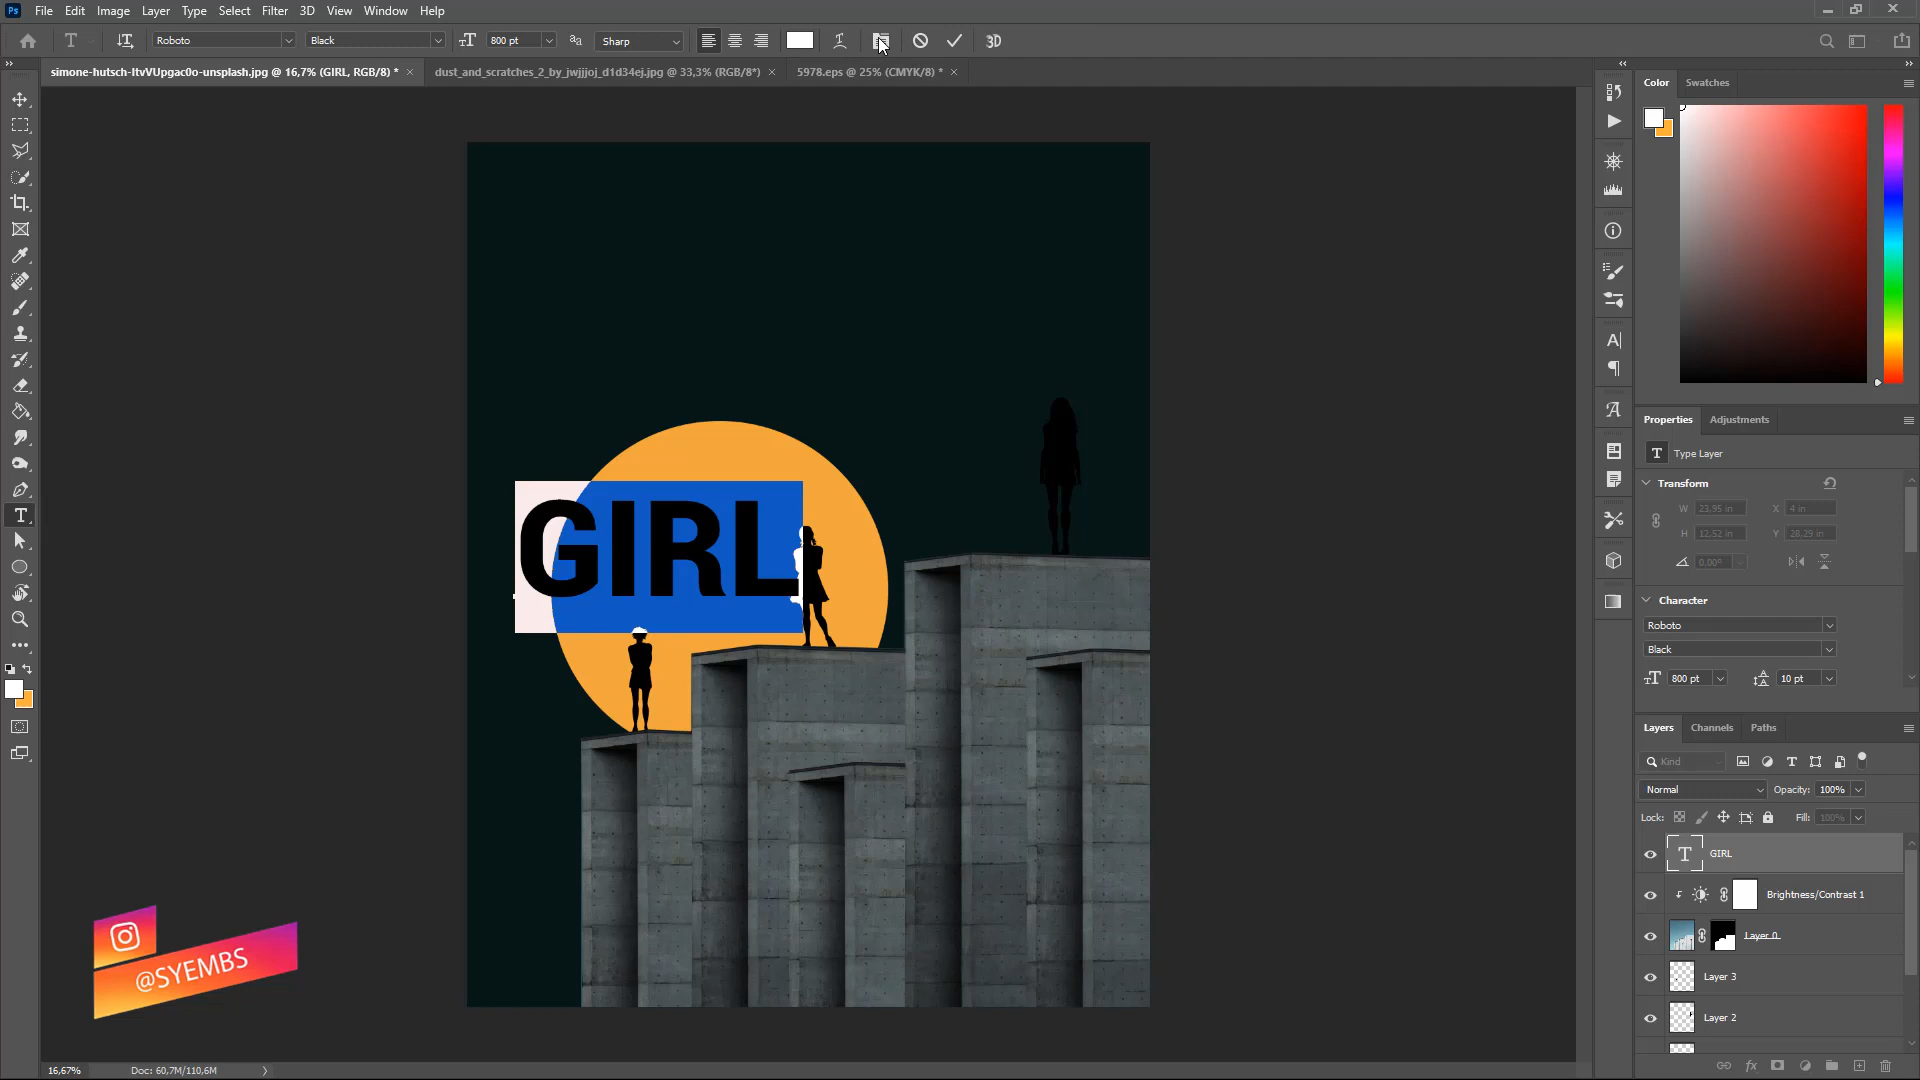 Ps File Edit Image Layer Type Select Filter 3D View Window Help
T Roboto Black 800 pt aa Sharp 3D
simone-hutsch-ItvVUpgac0o-unsplash.jpg @ 16,7% (GIRL, RGB/8) * dust_and_scratches_2_by_jwjjjoj_d1d34ej.jpg @ 33,3% (RGB/8*) 5978.eps @ 25% (CMYK/8) *
Color Swatches
Properties Adjustments
T Type Layer
Transform
W 23,95 in X 4 in
H 12,52 in Y 28,29 in
0,00°
Character
Roboto
Black
800 pt 10 pt
Layers Channels Paths
Kind
Normal Opacity: 100%
Lock: Fill: 100%
T GIRL
Brightness/Contrast 1
Layer 0
Layer 3
Layer 2
GIRL
@SYEMBS
16,67% Doc: 60,7M/110,6M